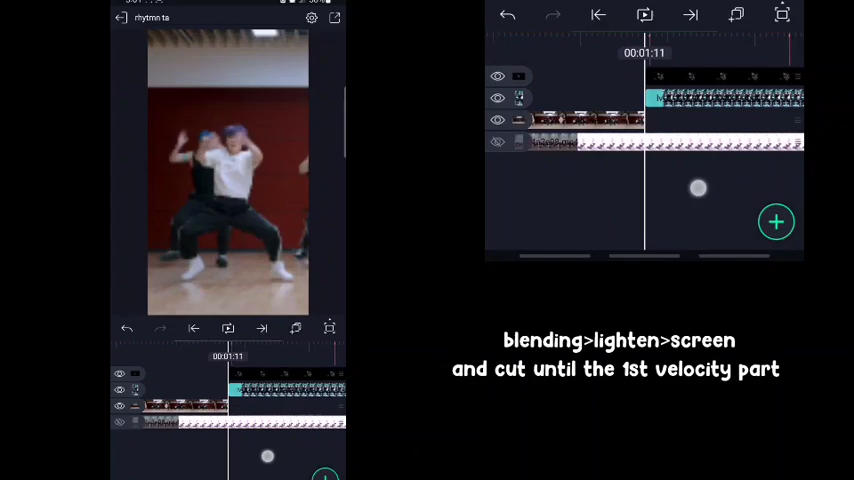 rhytmn ta
00:01:11
00:01:11
blending>lighten>screen
and cut until the 1st velocity part